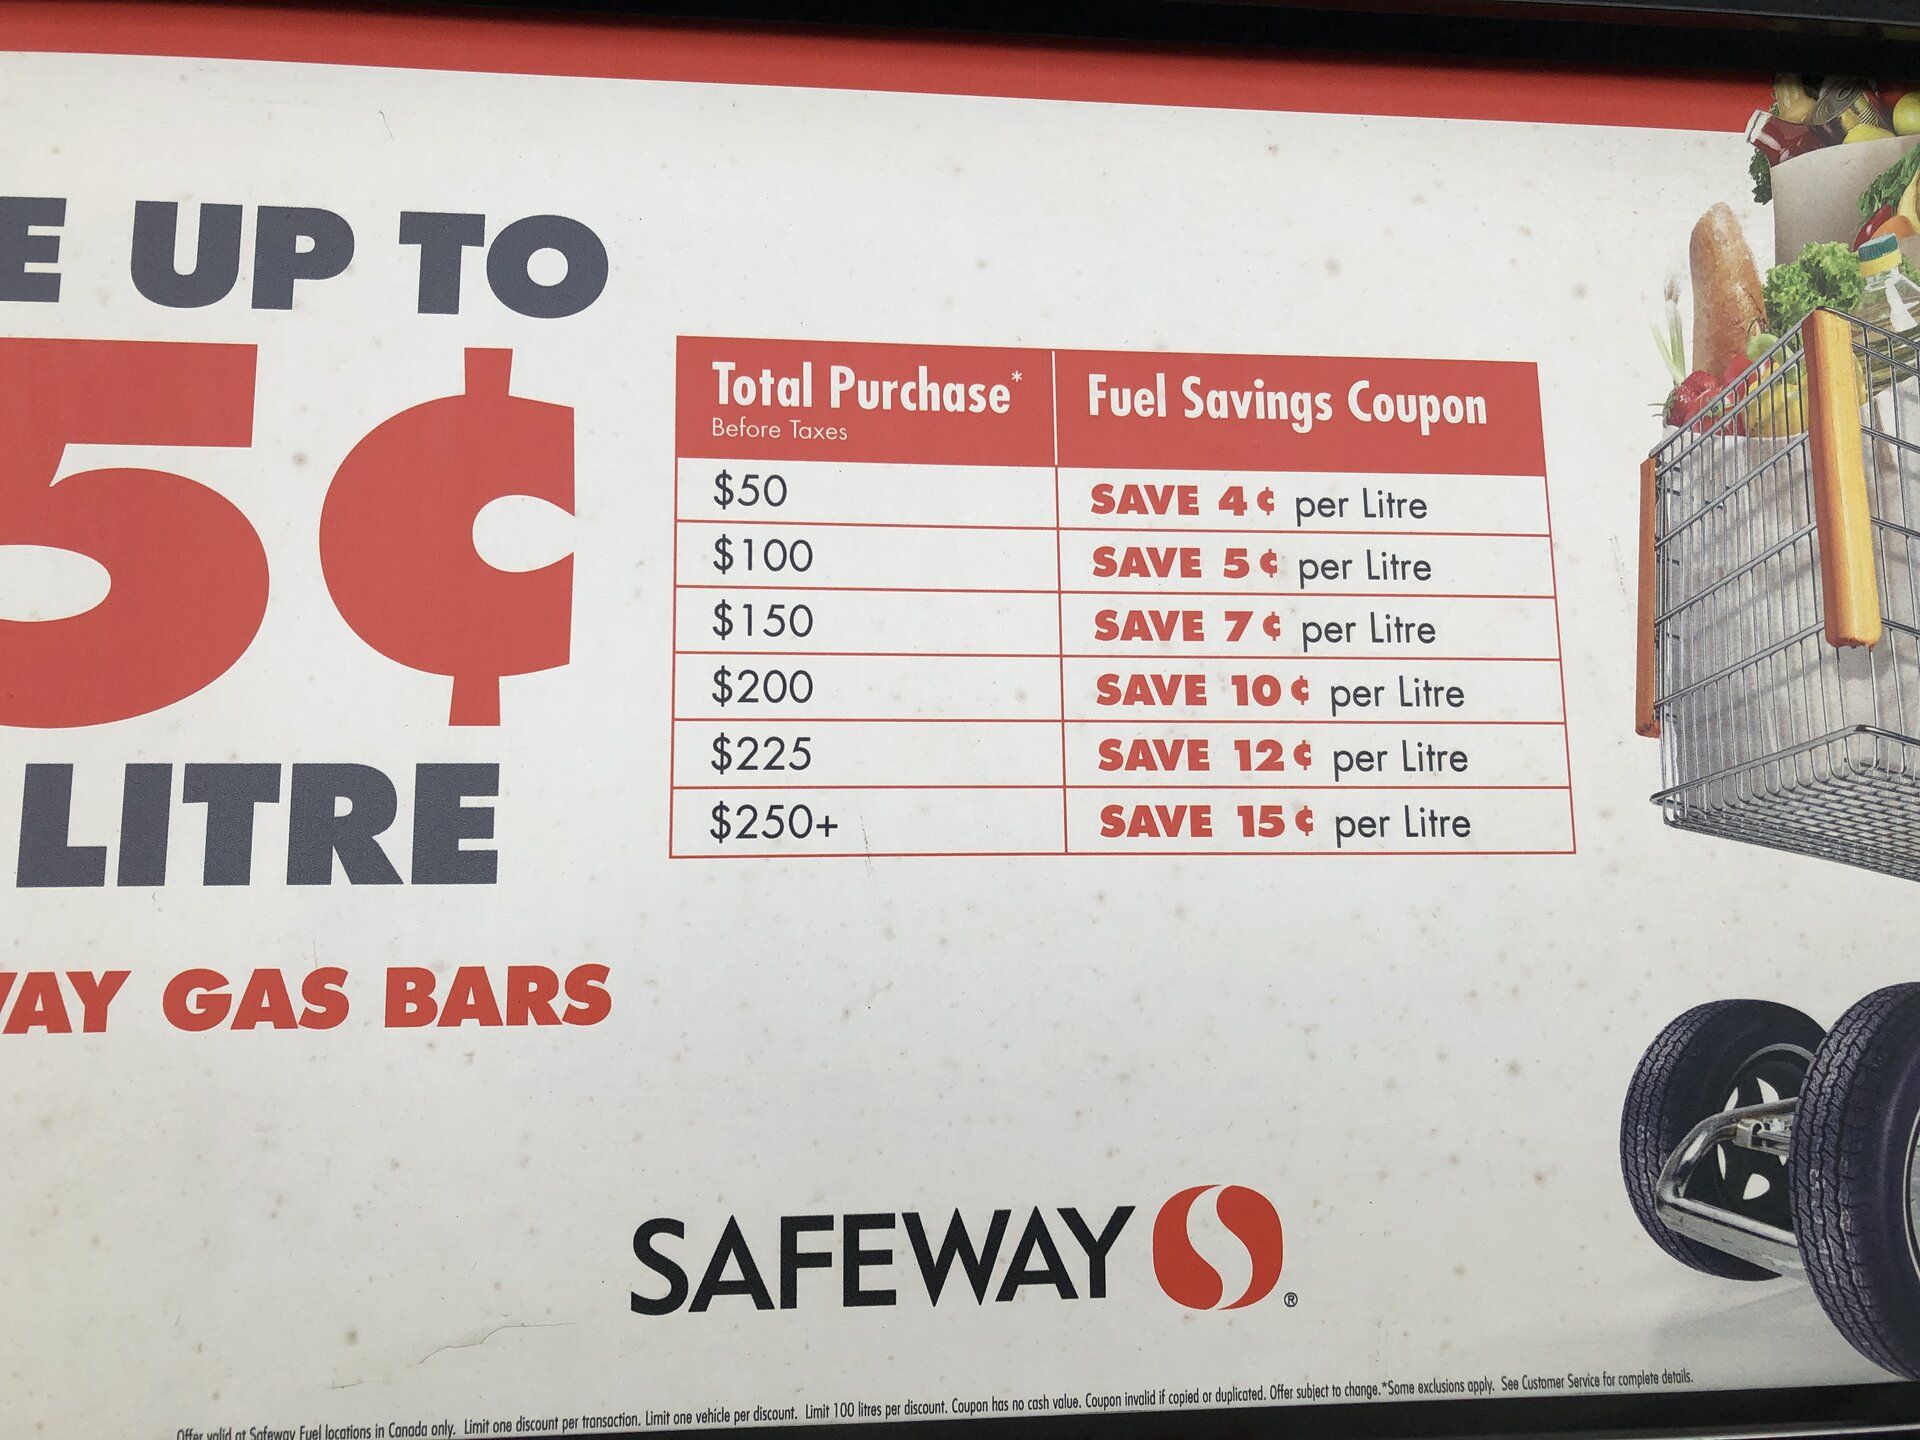 E UP TO
5¢
LITRE
WAY GAS BARS
Total Purchase* Fuel Savings Coupon
Before Taxes
$50 SAVE 4¢ per Litre
$100 SAVE 5¢ per Litre
$150 SAVE 7¢ per Litre
$200 SAVE 10¢ per Litre
$225 SAVE 12¢ per Litre
$250+ SAVE 15¢ per Litre
SAFEWAY ®
Offer valid at Safeway Fuel locations in Canada only. Limit one discount per transaction. Limit one vehicle per discount. Limit 100 litres per discount. Coupon has no cash value. Coupon invalid if copied or duplicated. Offer subject to change. *Some exclusions apply. See Customer Service for complete details.